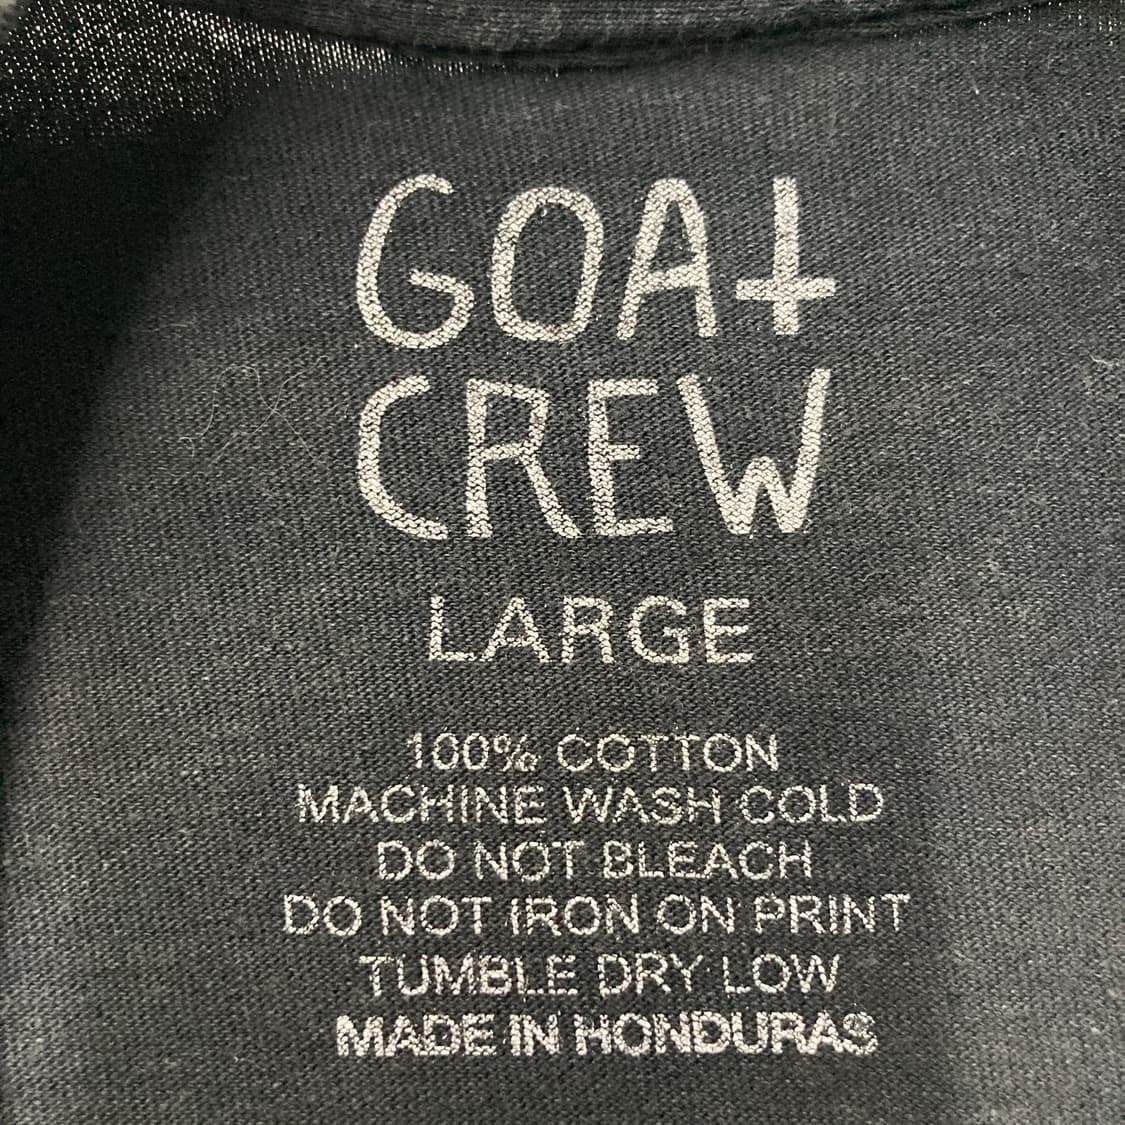 GOAT
CREW
LARGE
100% COTTON
MACHINE WASH COLD
DO NOT BLEACH
DO NOT IRON ON PRINT
TUMBLE DRY LOW
MADE IN HONDURAS